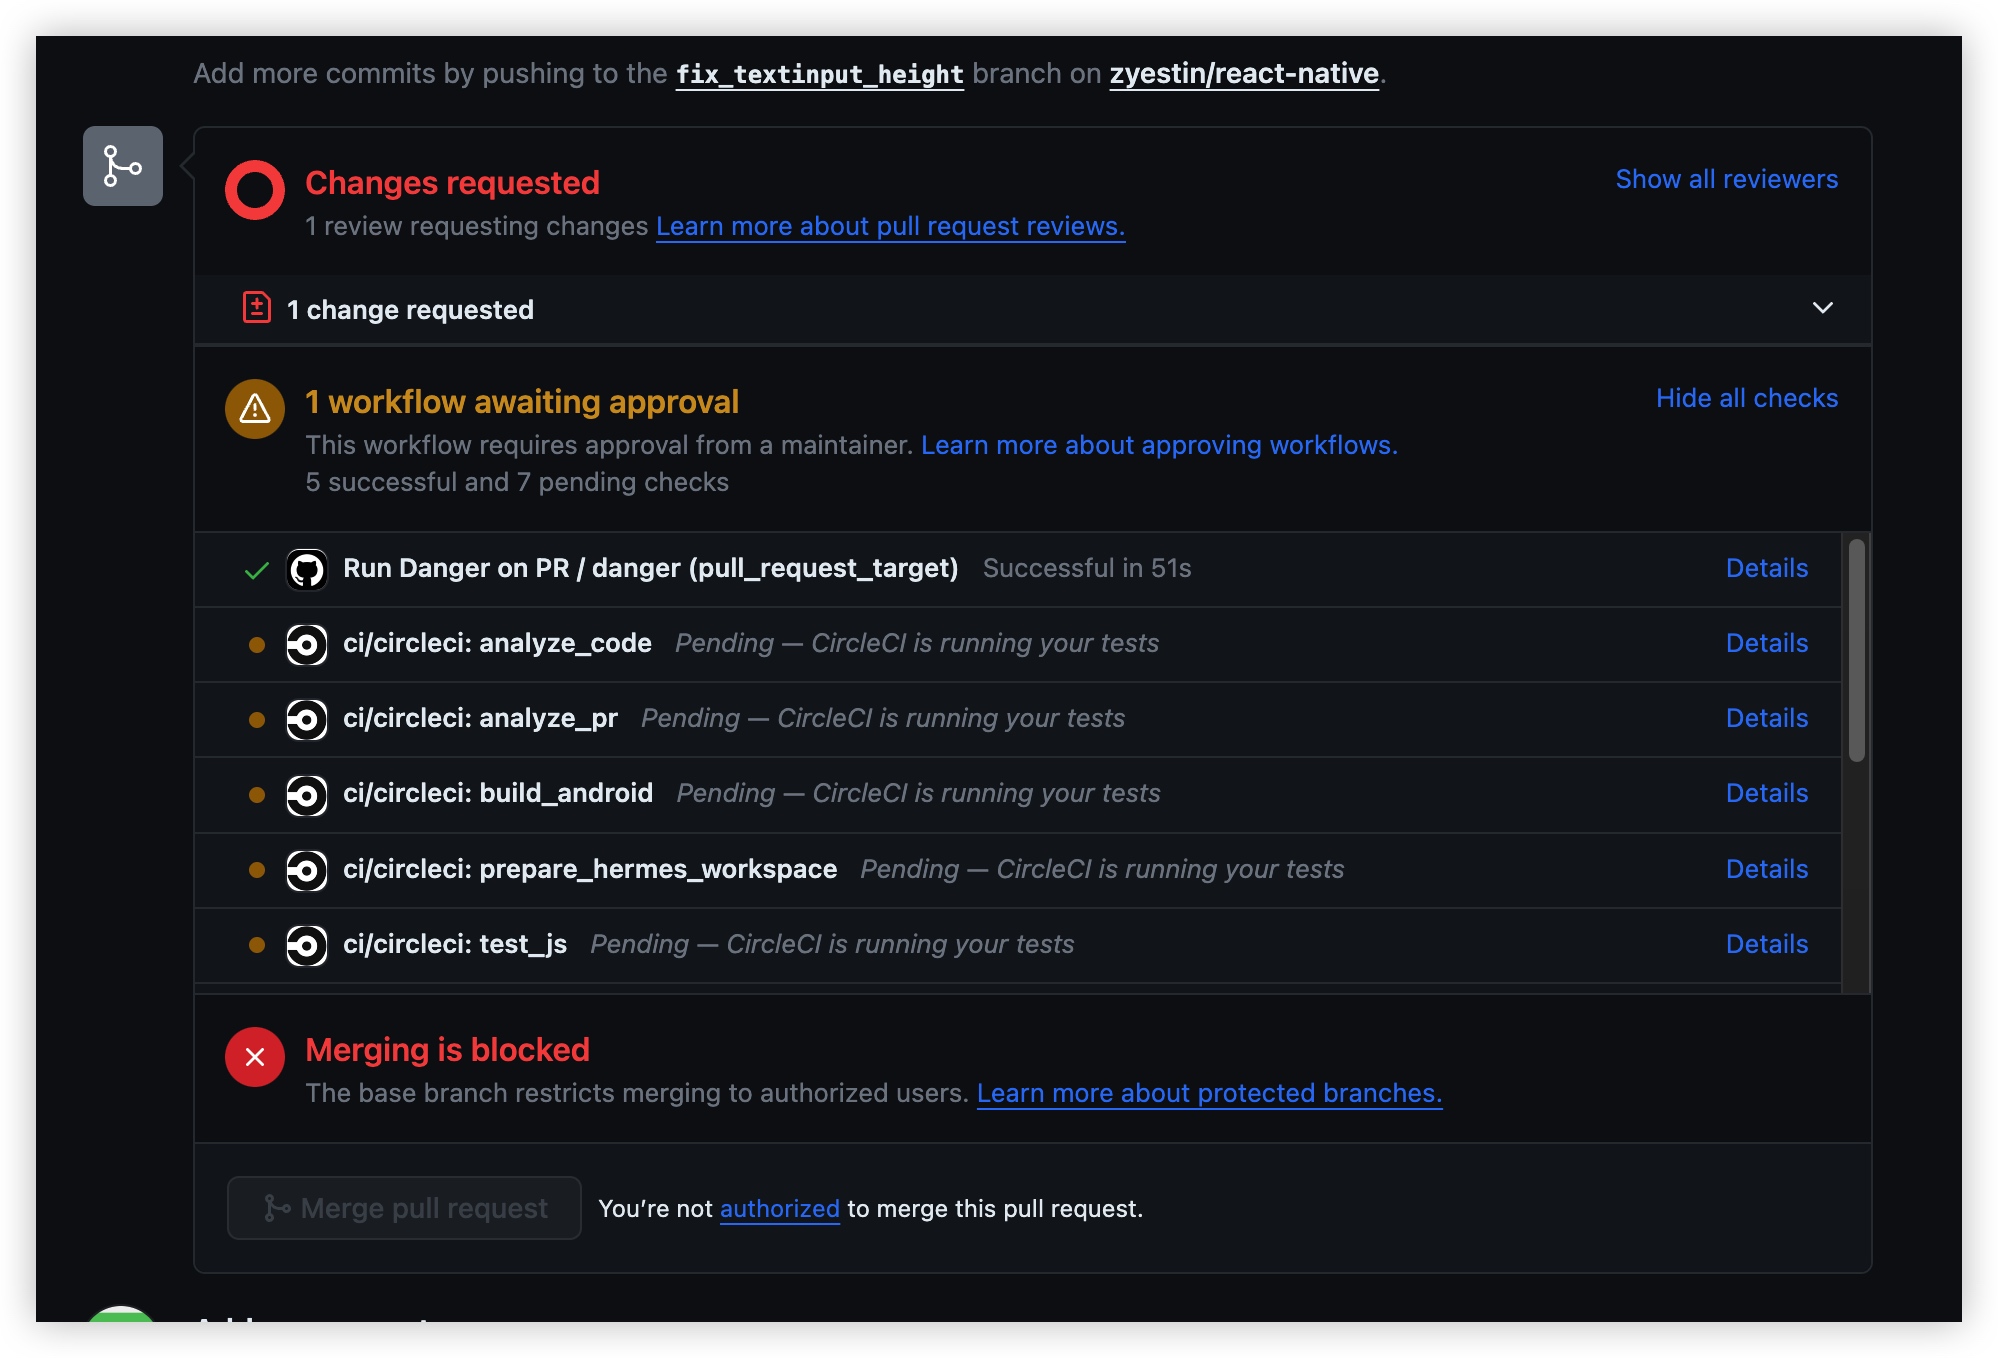 Add more commits by pushing to the fix_textinput_height branch on zyestin/react-native.
Changes requested
Show all reviewers
1 review requesting changes Learn more about pull request reviews.
1 change requested
1 workflow awaiting approval
Hide all checks
This workflow requires approval from a maintainer. Learn more about approving workflows.
5 successful and 7 pending checks
Run Danger on PR / danger (pull_request_target) Successful in 51s Details
ci/circleci: analyze_code Pending — CircleCI is running your tests Details
ci/circleci: analyze_pr Pending — CircleCI is running your tests Details
ci/circleci: build_android Pending — CircleCI is running your tests Details
ci/circleci: prepare_hermes_workspace Pending — CircleCI is running your tests Details
ci/circleci: test_js Pending — CircleCI is running your tests Details
Merging is blocked
The base branch restricts merging to authorized users. Learn more about protected branches.
Merge pull request You’re not authorized to merge this pull request.